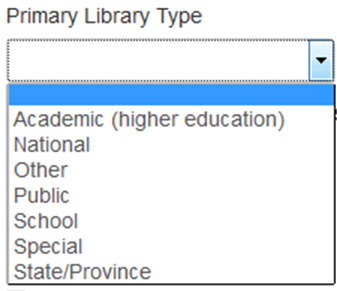 Primary Library Type
Academic (higher education)
National
Other
Public
School
Special
State/Province